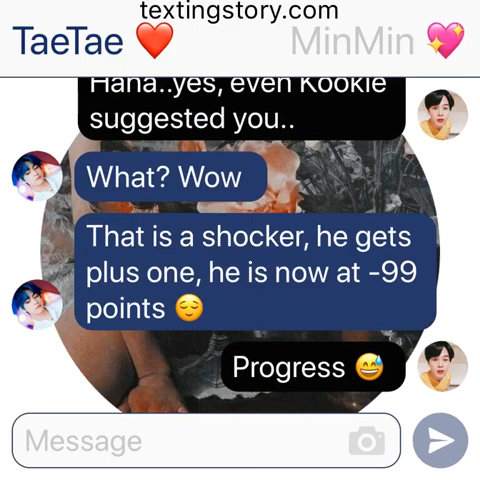 textingstory.com
TaeTae ❤️ MinMin 💖
Haha..yes, even Kookie
suggested you..
What? Wow
That is a shocker, he gets
plus one, he is now at -99
points 😌
Progress 😅
Message